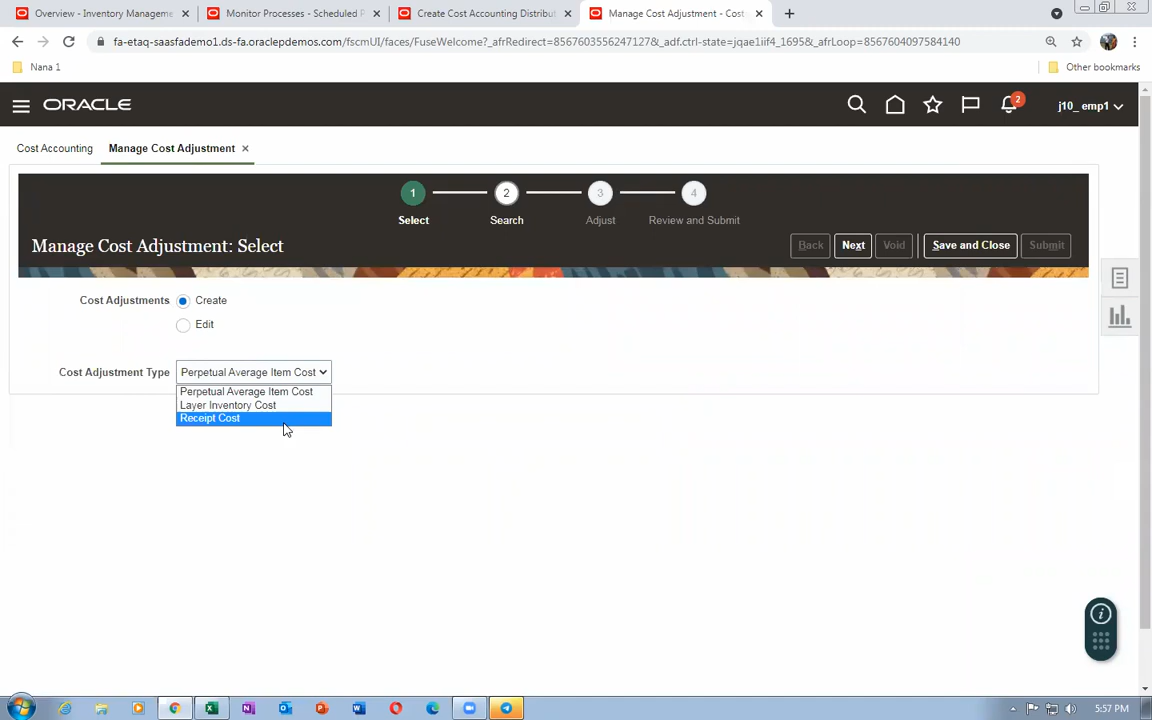 Overview - Inventory Manageme
Monitor Processes - Scheduled P
Create Cost Accounting Distribut
Manage Cost Adjustment - Cost
fa-etaq-saasfademo1.ds-fa.oraclepdemos.com/fscmUI/faces/FuseWelcome?_afrRedirect=8567603556247127&_adf.ctrl-state=jqae1iif4_1695&_afrLoop=8567604097584140
Nana 1
Other bookmarks
ORACLE
2
j10_ emp1
Cost Accounting
Manage Cost Adjustment
1
2
3
4
Select
Search
Adjust
Review and Submit
Manage Cost Adjustment: Select
Back
Next
Void
Save and Close
Submit
Cost Adjustments
Create
Edit
Cost Adjustment Type
Perpetual Average Item Cost
Perpetual Average Item Cost
Layer Inventory Cost
Receipt Cost
5:57 PM